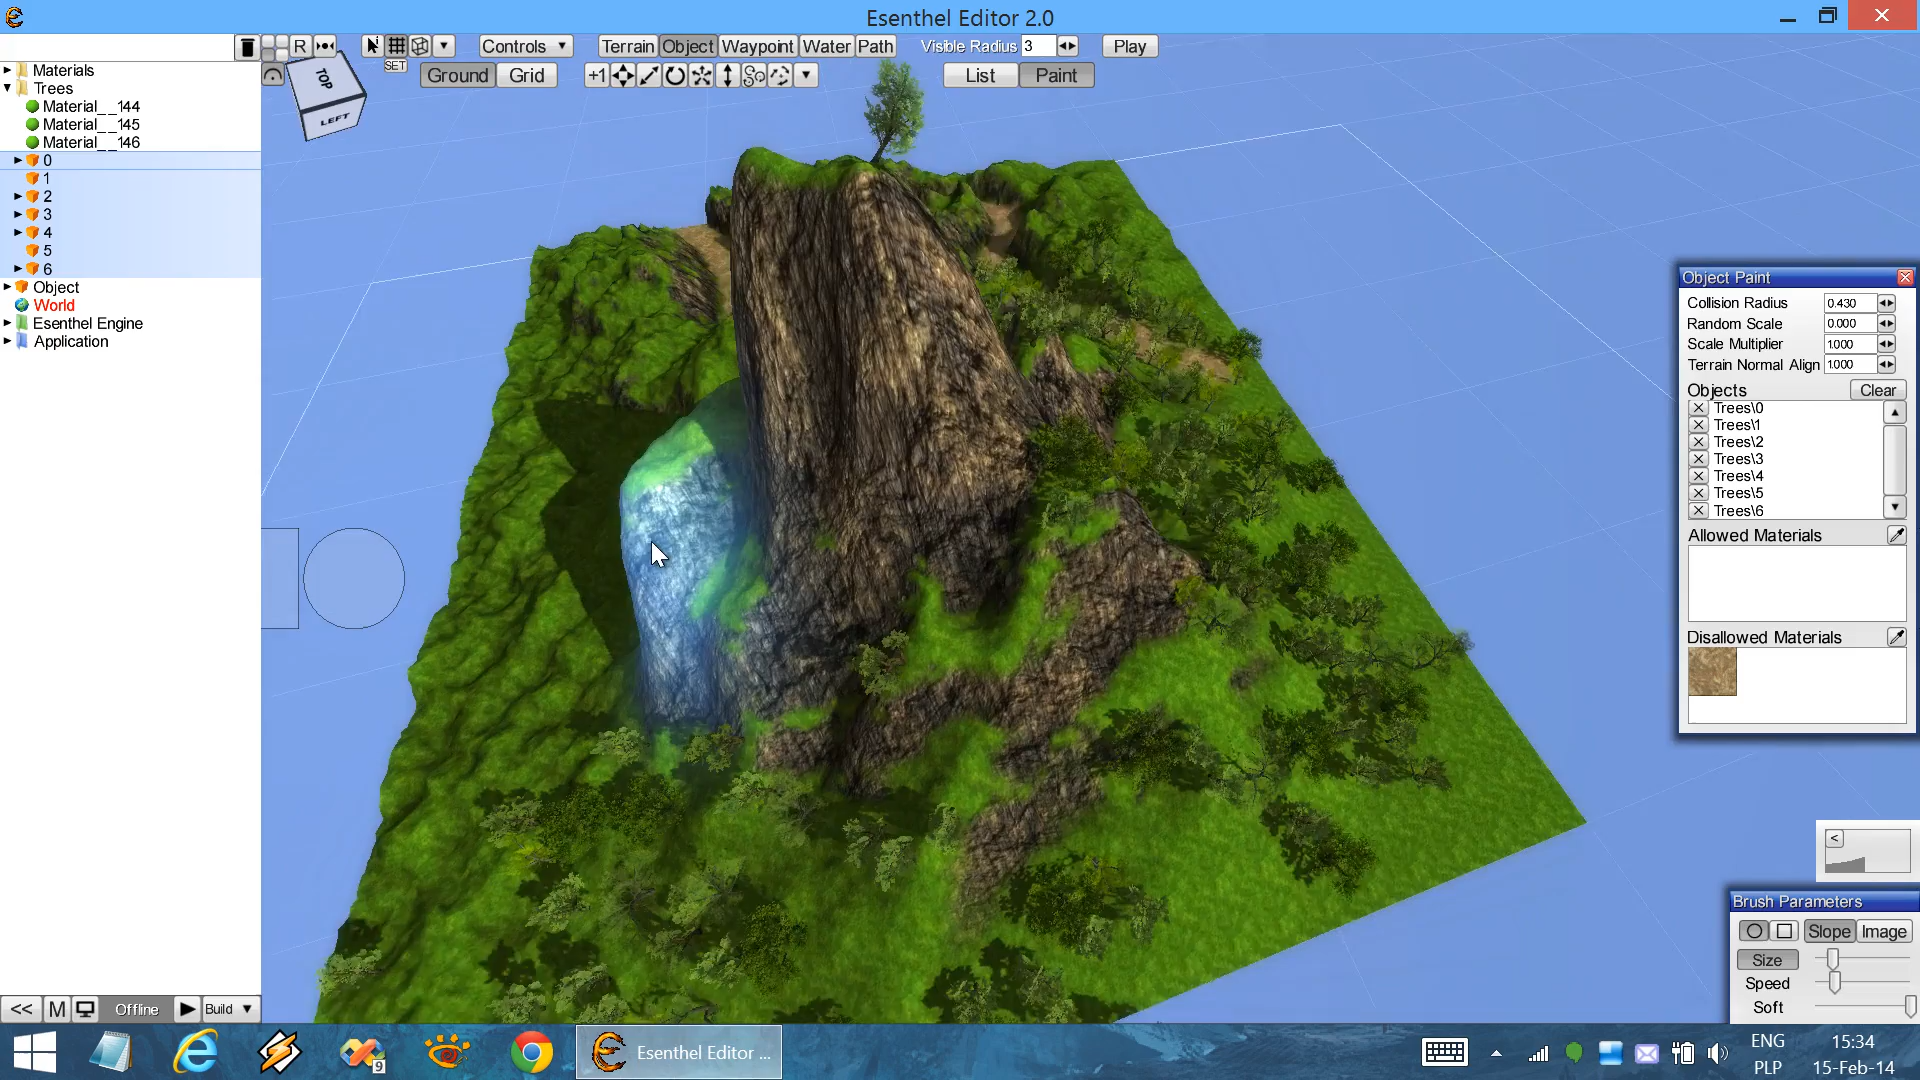 Esenthel Editor 2.0
R
Controls
Terrain Object Waypoint Water Path
Visible Radius 3
Play
SET
Ground Grid
+1
List Paint
TOP
LEFT
Materials
Trees
Material__144
Material__145
Material__146
0
1
2
3
4
5
6
Object
World
Esenthel Engine
Application
Object Paint
Collision Radius 0.430
Random Scale 0.000
Scale Multiplier 1.000
Terrain Normal Align 1.000
Objects Clear
Trees\0
Trees\1
Trees\2
Trees\3
Trees\4
Trees\5
Trees\6
Allowed Materials
Disallowed Materials
<
Brush Parameters
Slope Image
Size
Speed
Soft
<< M Offline Build
9
Esenthel Editor ...
ENG
PLP
15:34
15-Feb-14